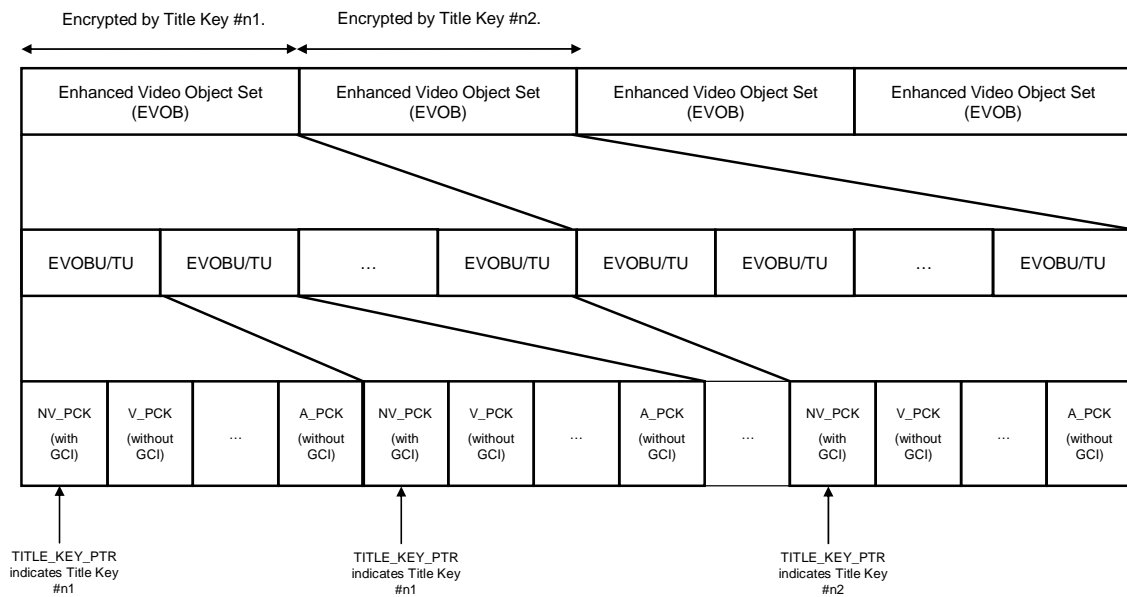 Encrypted by Title Key #n1.
Encrypted by Title Key #n2.
Enhanced Video Object Set
(EVOB)
Enhanced Video Object Set
(EVOB)
Enhanced Video Object Set
(EVOB)
Enhanced Video Object Set
(EVOB)
EVOBU/TU
EVOBU/TU
…
EVOBU/TU
EVOBU/TU
EVOBU/TU
…
EVOBU/TU
NV_PCK
(with
GCI)
V_PCK
(without
GCI)
…
A_PCK
(without
GCI)
NV_PCK
(with
GCI)
V_PCK
(without
GCI)
…
A_PCK
(without
GCI)
…
NV_PCK
(with
GCI)
V_PCK
(without
GCI)
…
A_PCK
(without
GCI)
TITLE_KEY_PTR
indicates Title Key
#n1
TITLE_KEY_PTR
indicates Title Key
#n1
TITLE_KEY_PTR
indicates Title Key
#n2